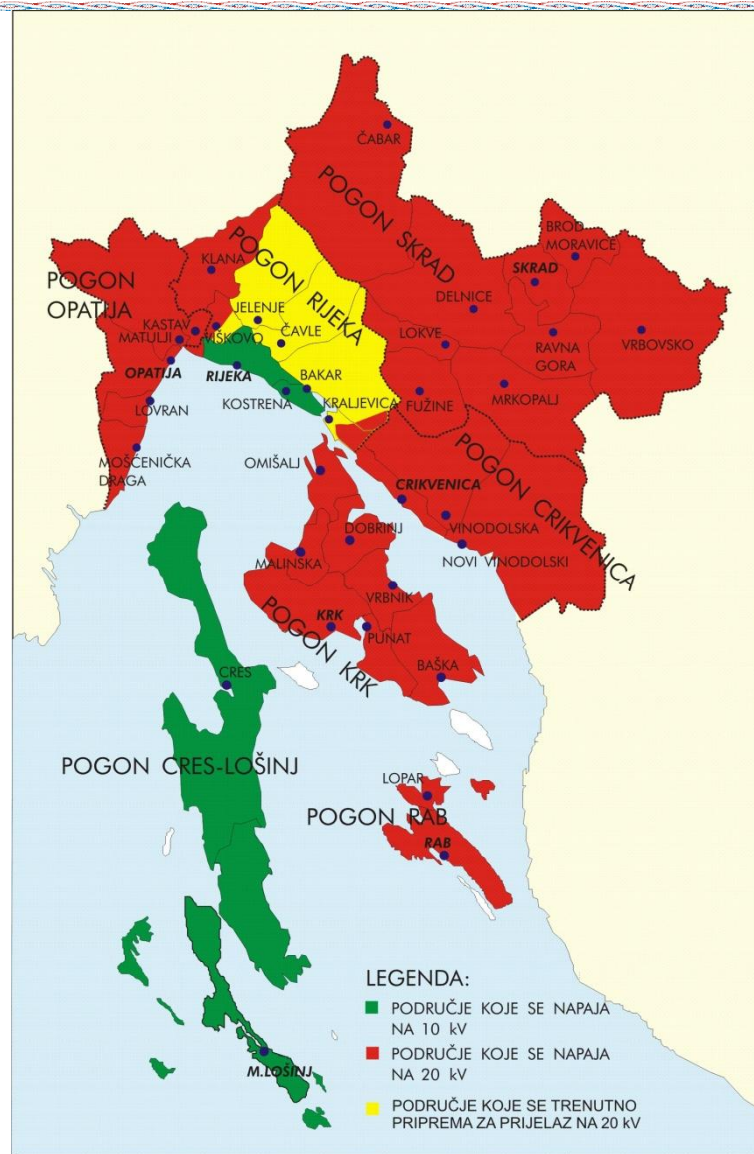 ČABAR
POGON SKRAD
BROD
MORAVICE
SKRAD
KLANA
POGON RIJEKA
POGON
OPATIJA
DELNICE
JELENJE
KASTAV
VIŠKOVO
MATULJI
ČAVLE
LOKVE
RAVNA
GORA
VRBOVSKO
OPATIJA
RIJEKA
BAKAR
KOSTRENA
FUŽINE
MRKOPALJ
LOVRAN
KRALJEVICA
MOŠĆENIČKA
DRAGA
OMIŠALJ
CRIKVENICA
POGON CRIKVENICA
VINODOLSKA
DOBRINJ
MALINSKA
NOVI VINODOLSKI
VRBNIK
KRK
PUNAT
POGON KRK
BAŠKA
CRES
POGON CRES-LOŠINJ
LOPAR
POGON RAB
RAB
M.LOŠINJ
LEGENDA:
PODRUČJE KOJE SE NAPAJA
NA 10 kV
PODRUČJE KOJE SE NAPAJA
NA 20 kV
PODRUČJE KOJE SE TRENUTNO
PRIPREMA ZA PRIJELAZ NA 20 kV